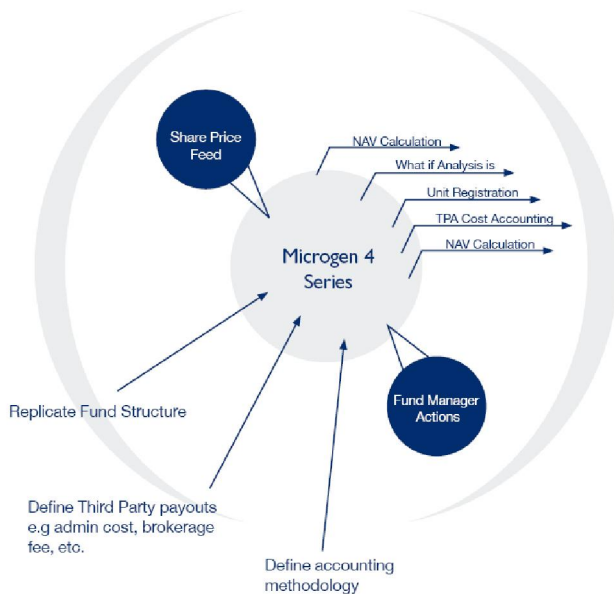 Share Price
Feed
NAV Calculation
What if Analysis is
Unit Registration
TPA Cost Accounting
NAV Calculation
Microgen 4
Series
Replicate Fund Structure
Fund Manager
Actions
Define Third Party payouts
e.g admin cost, brokerage
fee, etc.
Define accounting
methodology